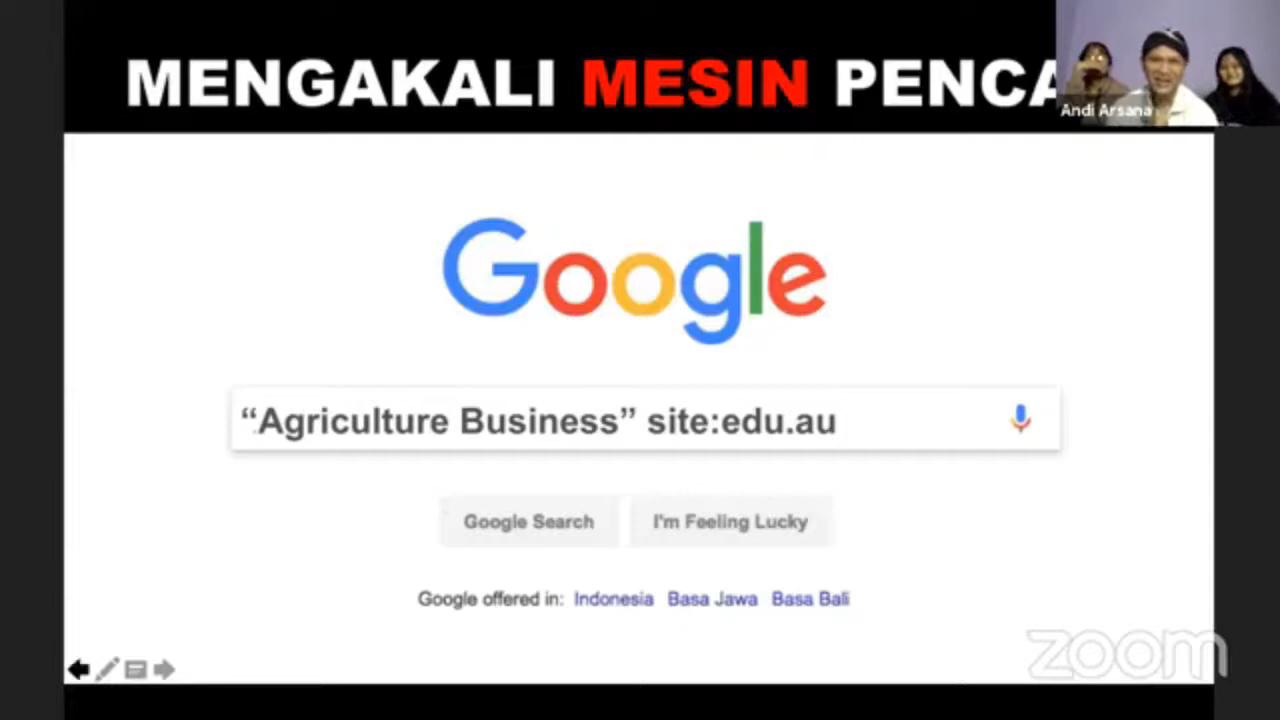 MENGAKALI MESIN PENCA
Andi Arsana
Google
“Agriculture Business” site:edu.au
Google Search I'm Feeling Lucky
Google offered in: Indonesia Basa Jawa Basa Bali
zoom